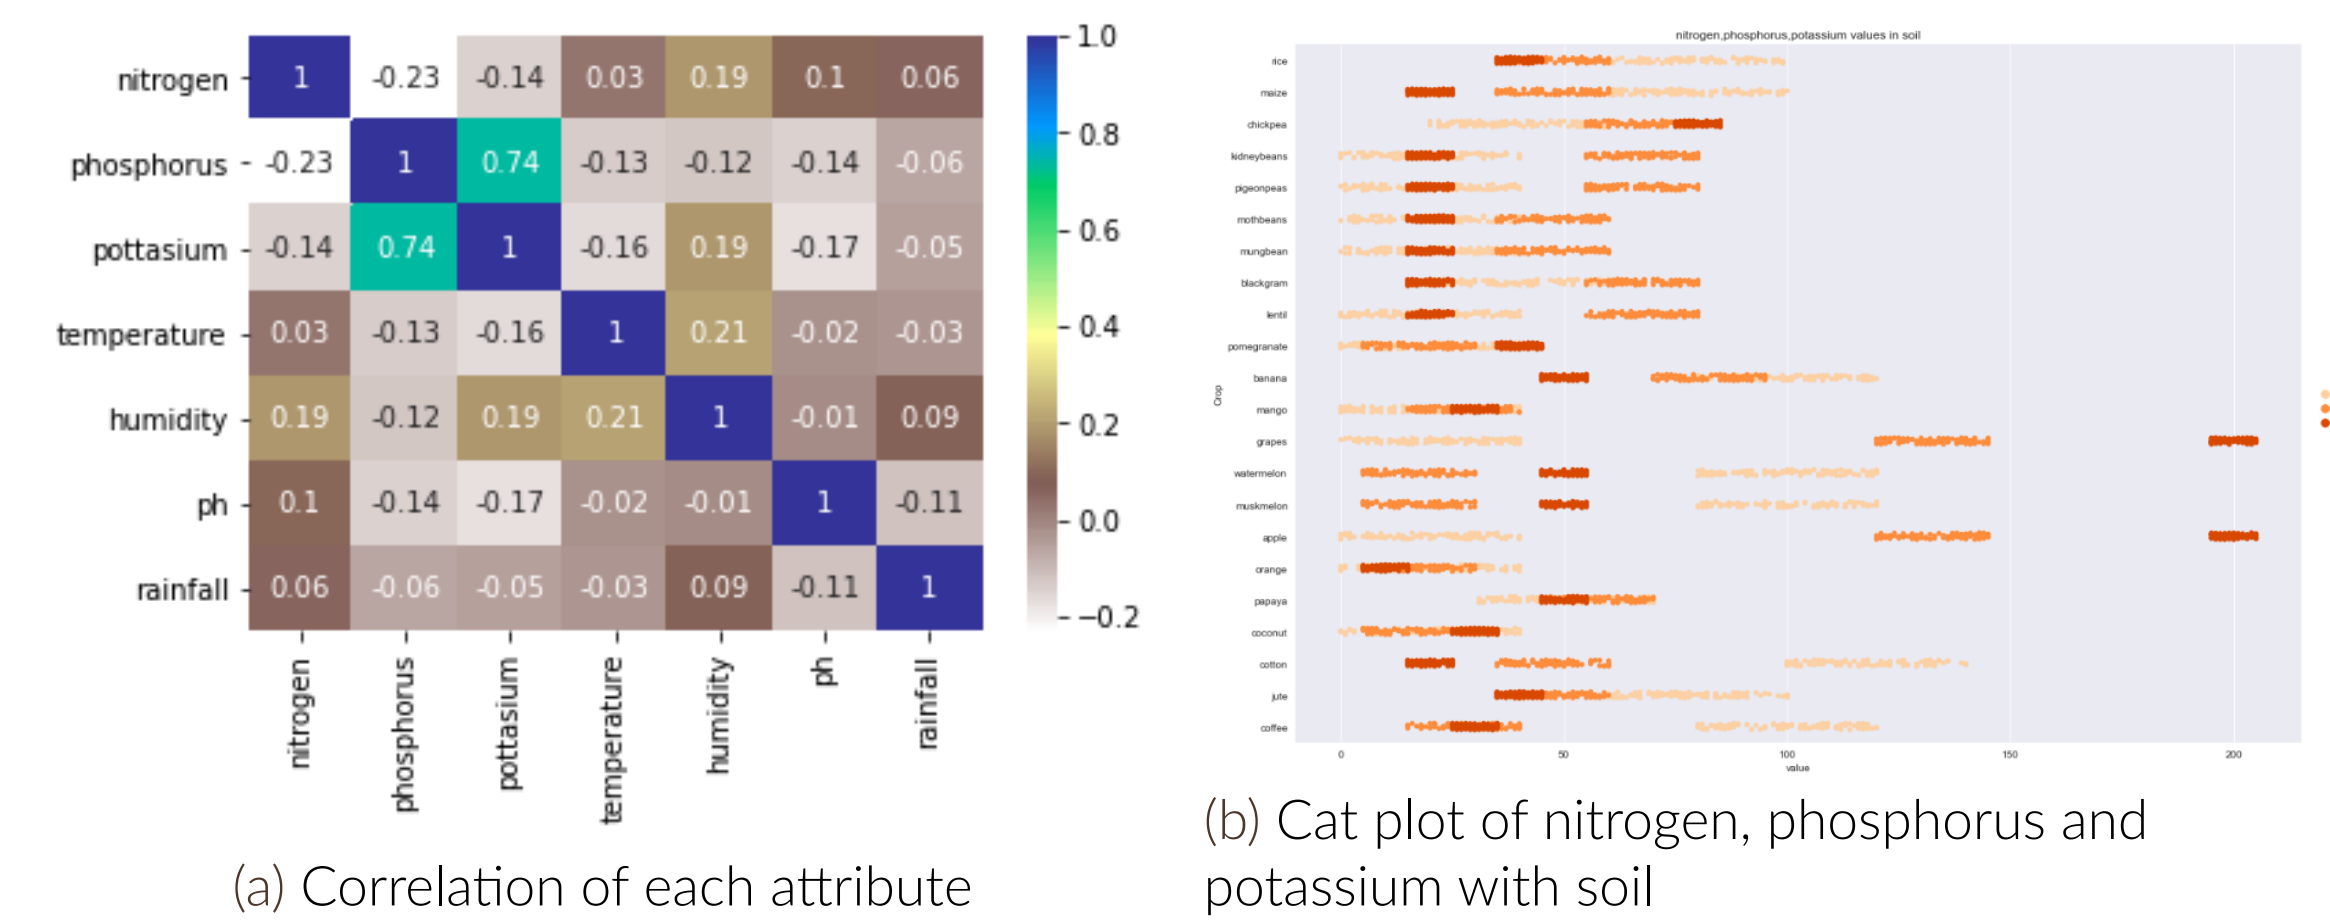 nitrogen 1 -0.23 -0.14 0.03 0.19 0.1 0.06
phosphorus -0.23 1 0.74 -0.13 -0.12 -0.14 -0.06
pottasium -0.14 0.74 1 -0.16 0.19 -0.17 -0.05
temperature 0.03 -0.13 -0.16 1 0.21 -0.02 -0.03
humidity 0.19 -0.12 0.19 0.21 1 -0.01 0.09
ph 0.1 -0.14 -0.17 -0.02 -0.01 1 -0.11
rainfall 0.06 -0.06 -0.05 -0.03 0.09 -0.11 1
nitrogen phosphorus pottasium temperature humidity ph rainfall
1.0
0.8
0.6
0.4
0.2
0.0
−0.2
(a) Correlation of each attribute
nitrogen,phosphorus,potassium values in soil
Crop
rice
maize
chickpea
kidneybeans
pigeonpeas
mothbeans
mungbean
blackgram
lentil
pomegranate
banana
mango
grapes
watermelon
muskmelon
apple
orange
papaya
coconut
cotton
jute
coffee
0 50 100 150 200
value
(b) Cat plot of nitrogen, phosphorus and
potassium with soil